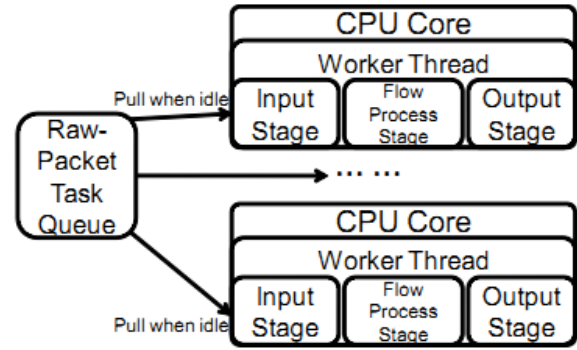 CPU Core
Worker Thread
Pull when idle
Input
Stage
Flow
Process
Stage
Output
Stage
Raw-
Packet
Task
Queue
... ...
CPU Core
Worker Thread
Pull when idle
Input
Stage
Flow
Process
Stage
Output
Stage